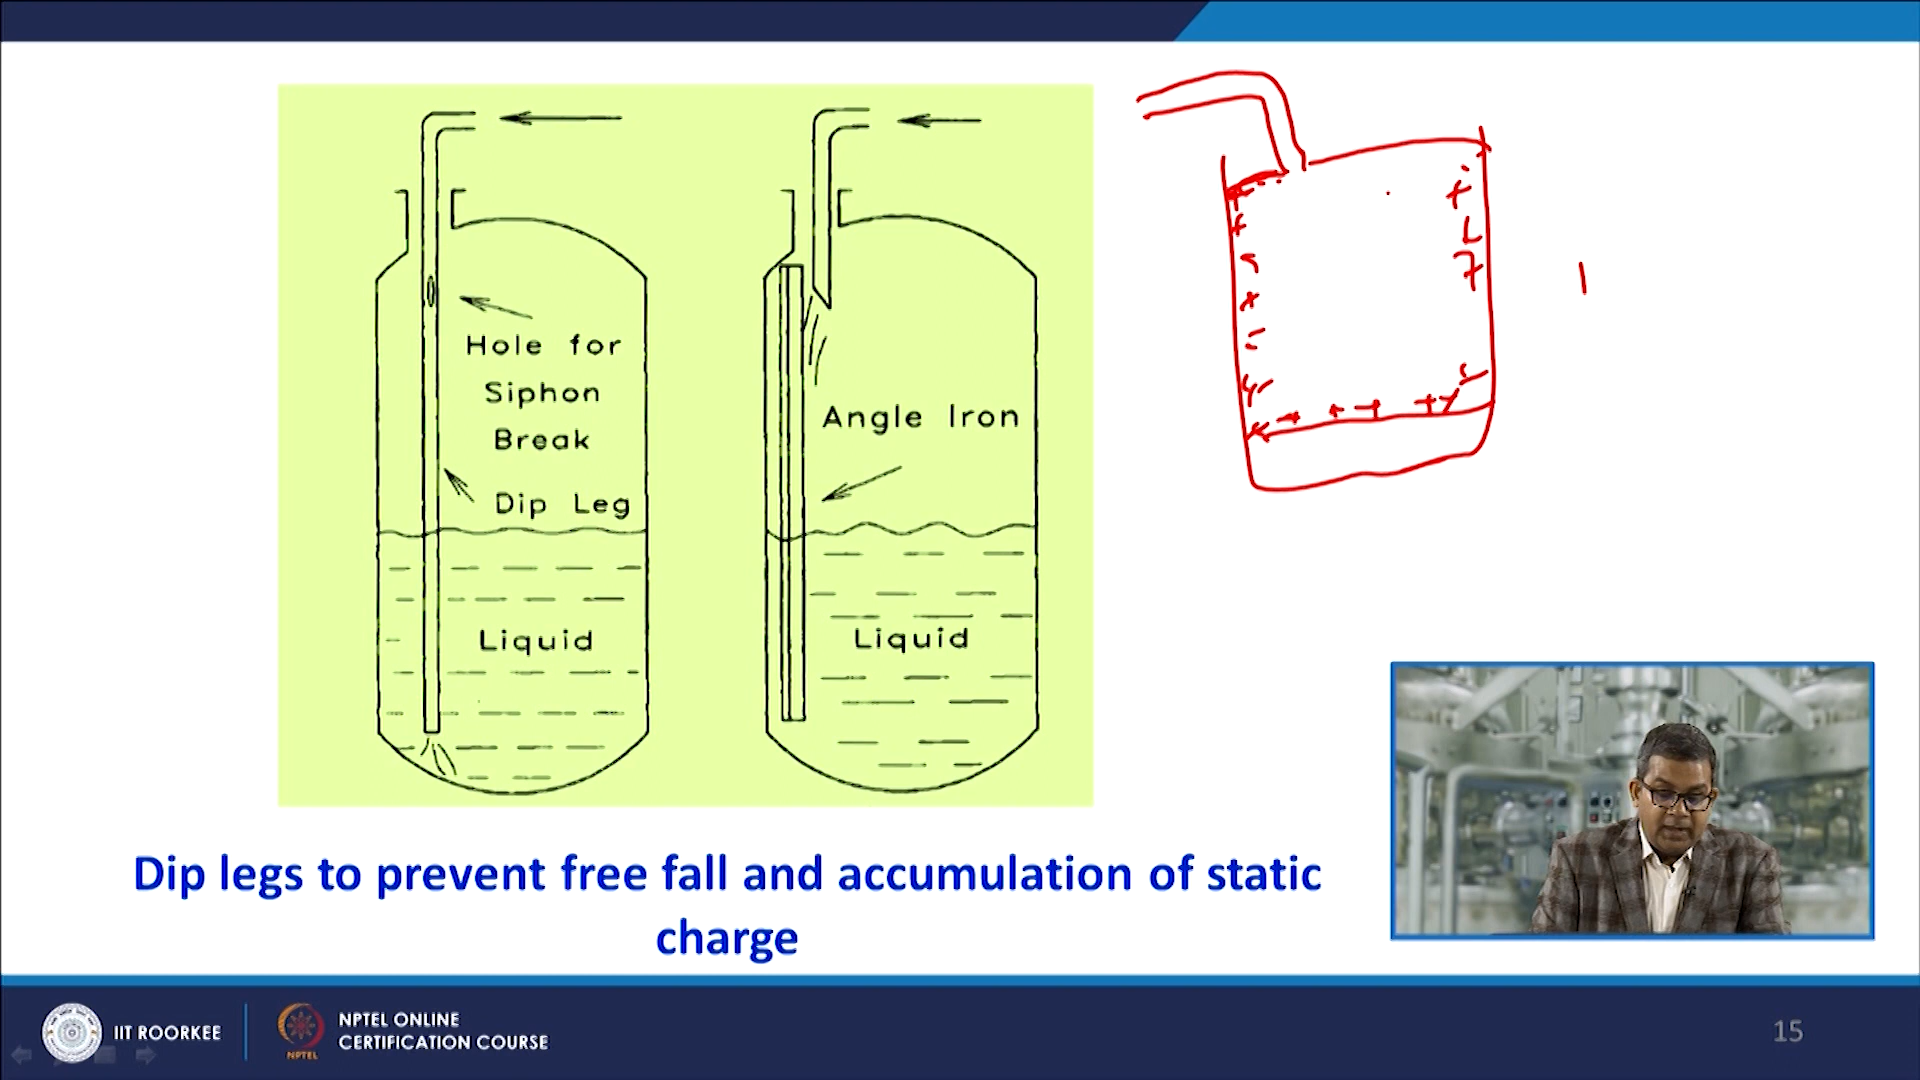 Hole for
Siphon
Break
Dip Leg
Liquid
Angle Iron
Liquid
Dip legs to prevent free fall and accumulation of static
charge
IIT ROORKEE
NPTEL
NPTEL ONLINE
CERTIFICATION COURSE
15